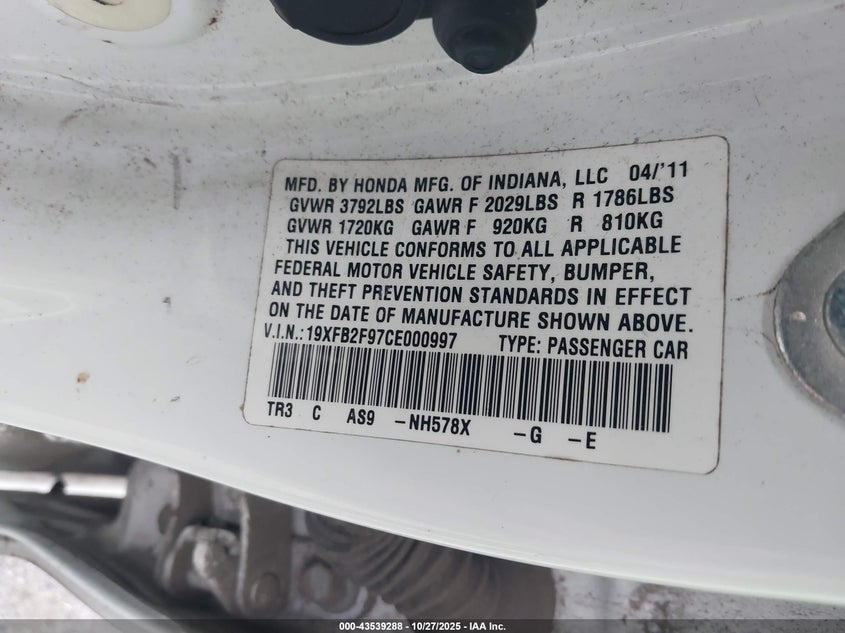 MFD. BY HONDA MFG. OF INDIANA, LLC 04/'11
GVWR 3792LBS GAWR F 2029LBS R 1786LBS
GVWR 1720KG GAWR F 920KG R 810KG
THIS VEHICLE CONFORMS TO ALL APPLICABLE
FEDERAL MOTOR VEHICLE SAFETY, BUMPER,
AND THEFT PREVENTION STANDARDS IN EFFECT
ON THE DATE OF MANUFACTURE SHOWN ABOVE.
V.I.N.:19XFB2F97CE000997 TYPE: PASSENGER CAR
TR3 C AS9 -NH578X -G -E
000-43539288 - 10/27/2025 - IAA Inc.